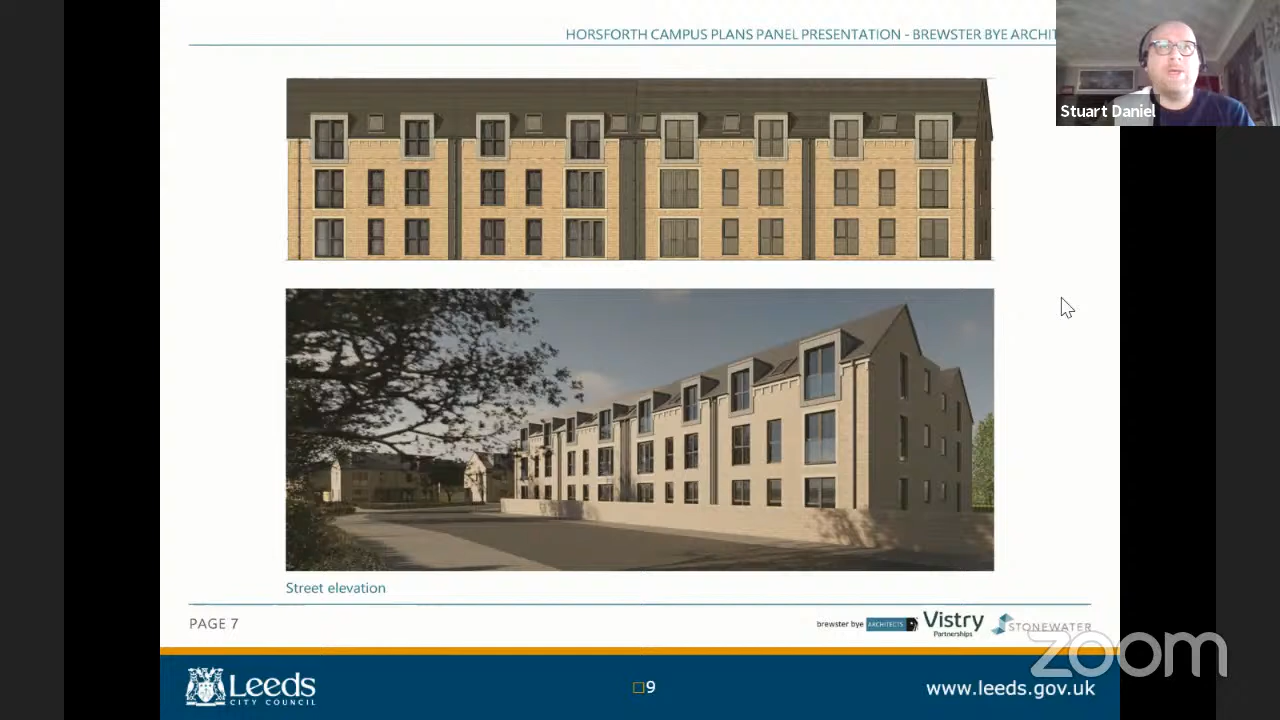 HORSFORTH CAMPUS PLANS PANEL PRESENTATION - BREWSTER BYE ARCHIT
Stuart Daniel
Street elevation
PAGE 7
brewster bye ARCHITECTS
Vistry
Partnerships
STONEWATER
zoom
Leeds
CITY COUNCIL
9
www.leeds.gov.uk